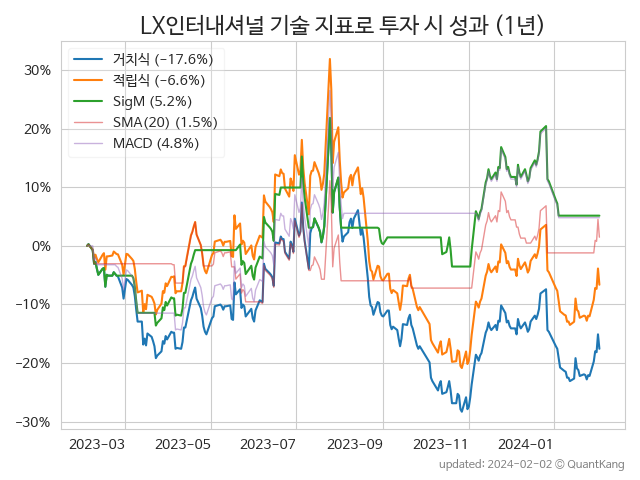 LX인터내셔널 기술 지표로 투자 시 성과 (1년)
거치식 (-17.6%)
적립식 (-6.6%)
SigM (5.2%)
SMA(20) (1.5%)
MACD (4.8%)
30%
20%
10%
0%
-10%
-20%
-30%
2023-03 2023-05 2023-07 2023-09 2023-11 2024-01
updated: 2024-02-02 © QuantKang